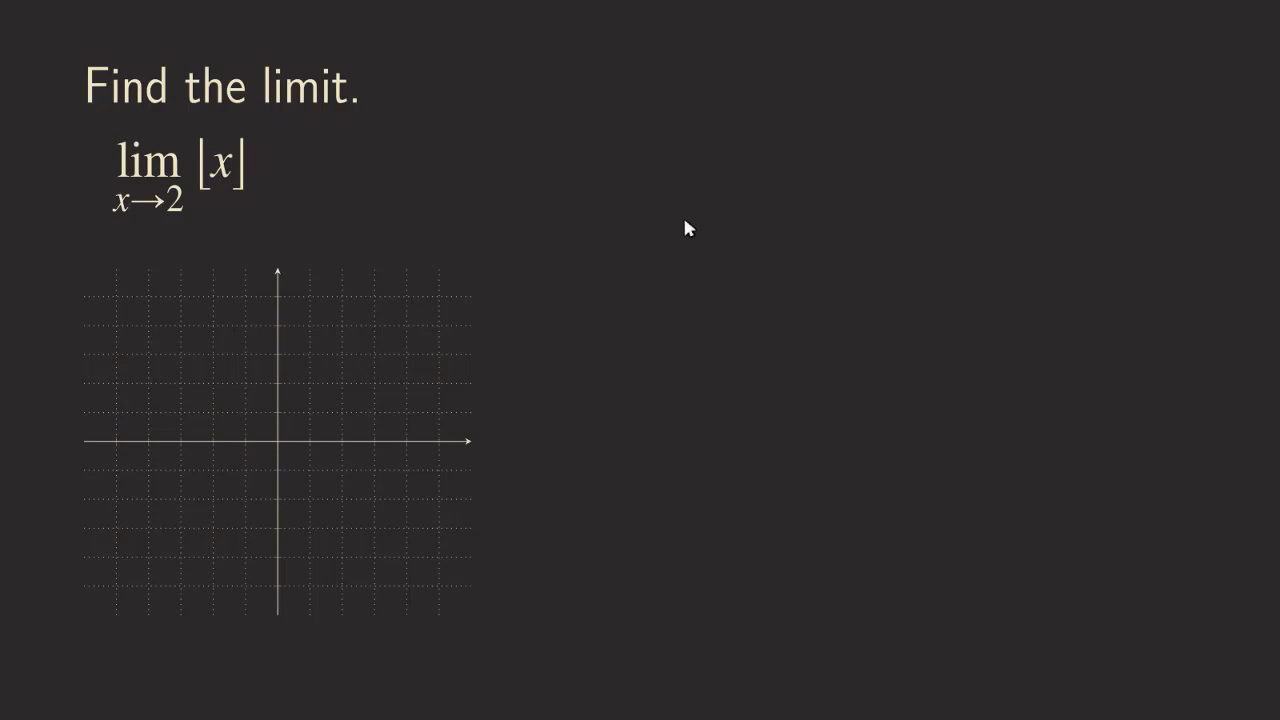 Find the limit.
lim ⌊x⌋
x→2